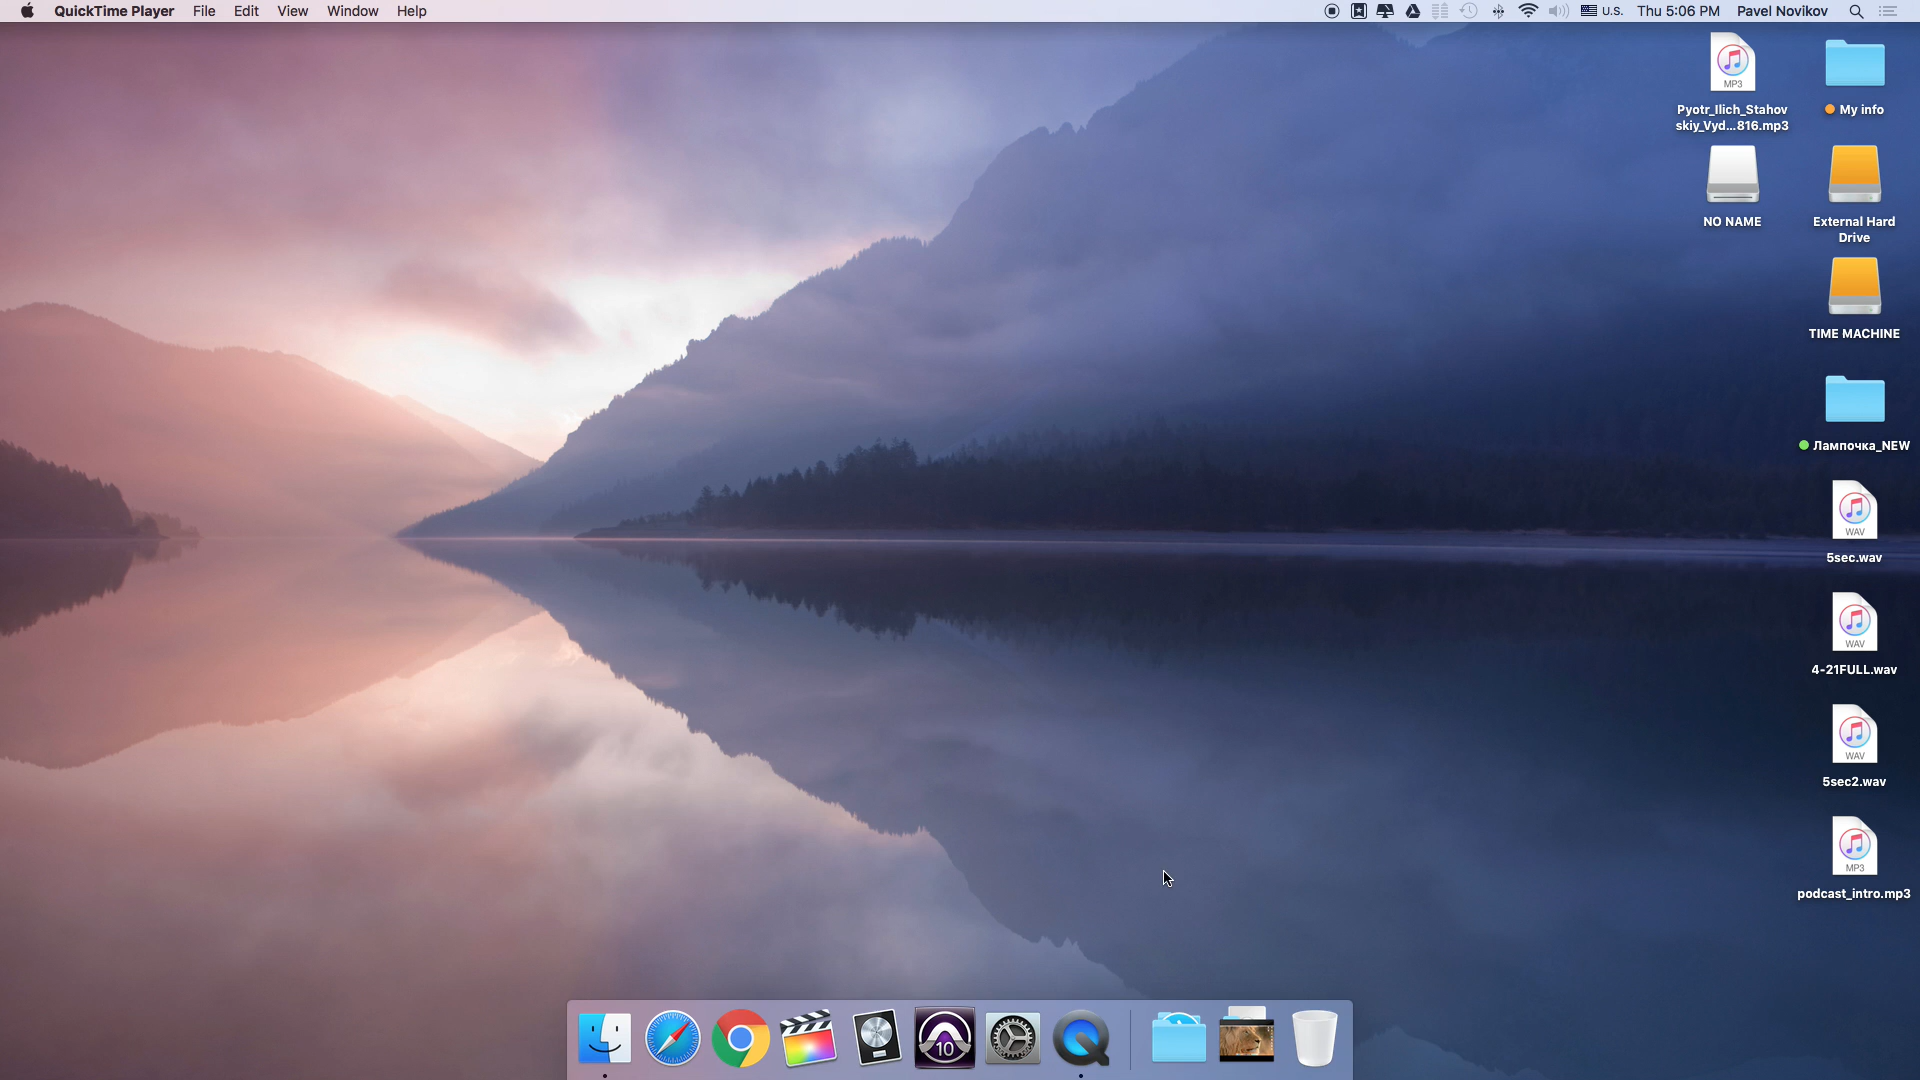 QuickTime Player File Edit View Window Help U.S. Thu 5:06 PM Pavel Novikov
MP3
Pyotr_Ilich_Stahov
skiy_Vyd...816.mp3
My info
NO NAME
External Hard
Drive
TIME MACHINE
Лампочка_NEW
WAV
5sec.wav
WAV
4-21FULL.wav
WAV
5sec2.wav
MP3
podcast_intro.mp3
10